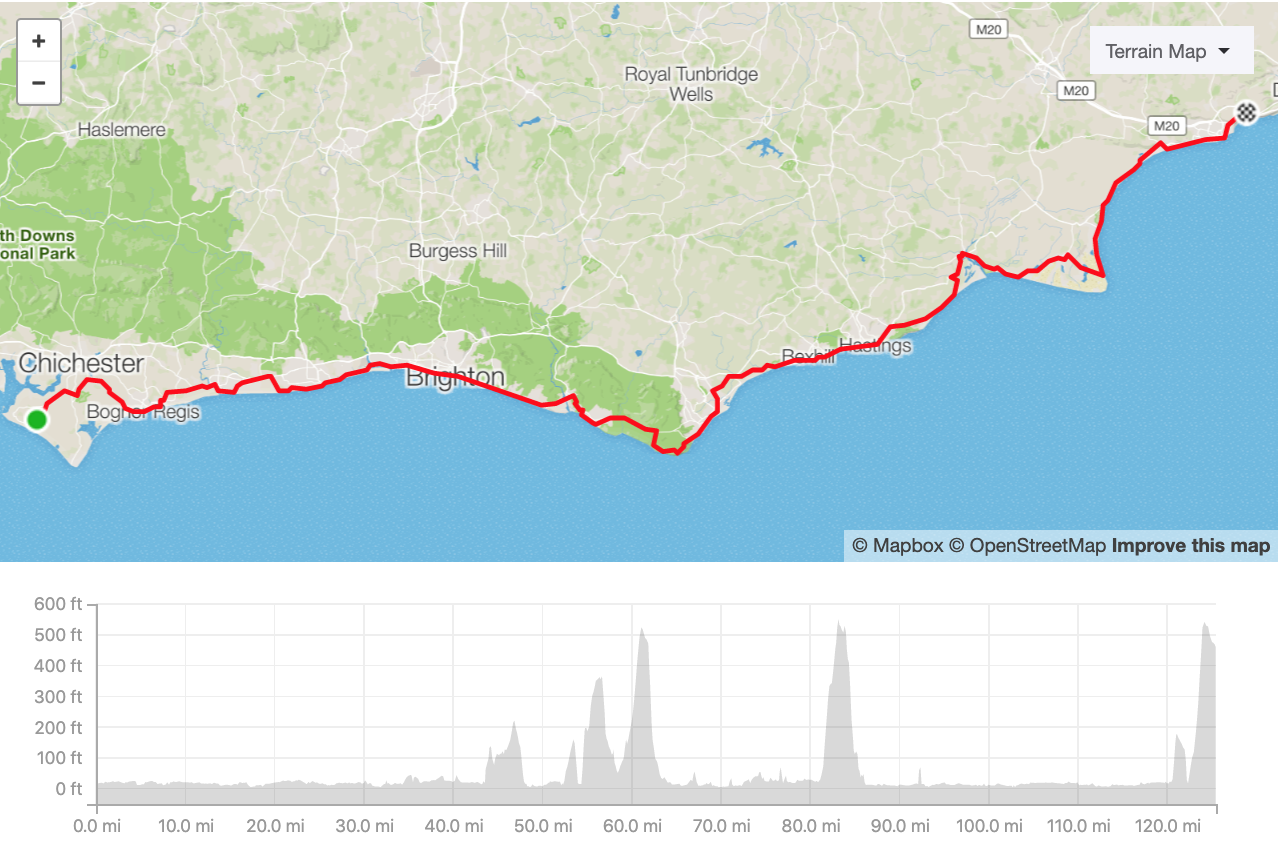 +
−
M20
Terrain Map
Royal Tunbridge
Wells
M20
D
M20
Haslemere
th Downs
onal Park
Burgess Hill
Chichester
Bexhill
Hastings
Brighton
Bognor Regis
© Mapbox © OpenStreetMap Improve this map
600 ft
500 ft
400 ft
300 ft
200 ft
100 ft
0 ft
0.0 mi 10.0 mi 20.0 mi 30.0 mi 40.0 mi 50.0 mi 60.0 mi 70.0 mi 80.0 mi 90.0 mi 100.0 mi 110.0 mi 120.0 mi